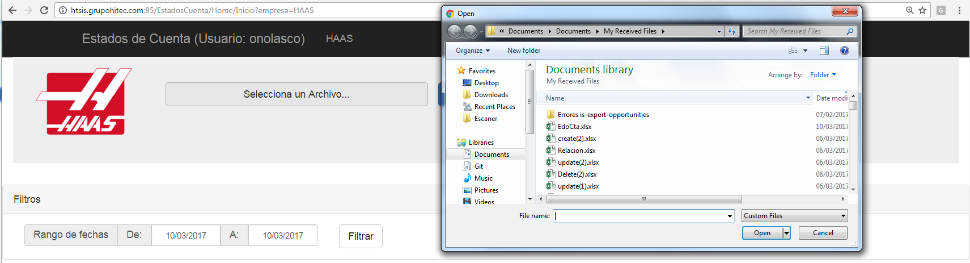 htsis.grupohitec.com:85/EstadosCuenta/Home/Inicio?empresa=HAAS
Estados de Cuenta (Usuario: onolasco) HAAS
HAAS
Selecciona un Archivo...
Filtros
Rango de fechas De: 10/03/2017 A: 10/03/2017 Filtrar
Open
« Documents ▸ Documents ▸ My Received Files ▸
Search My Received Files
Organize New folder
Favorites
Desktop
Downloads
Recent Places
Escaner
Libraries
Documents
Git
Music
Pictures
Videos
Documents library
My Received Files
Arrange by: Folder
Name Date modi
Errores is-export-opportunities 07/03/2017
EdoCta.xlsx 10/03/2017
create(2).xlsx 06/03/2017
Relacion.xlsx 06/03/2017
update(2).xlsx 06/03/2017
Delete(2).xlsx 06/03/2017
update(1).xlsx 06/03/2017
File name: Custom Files
Open Cancel